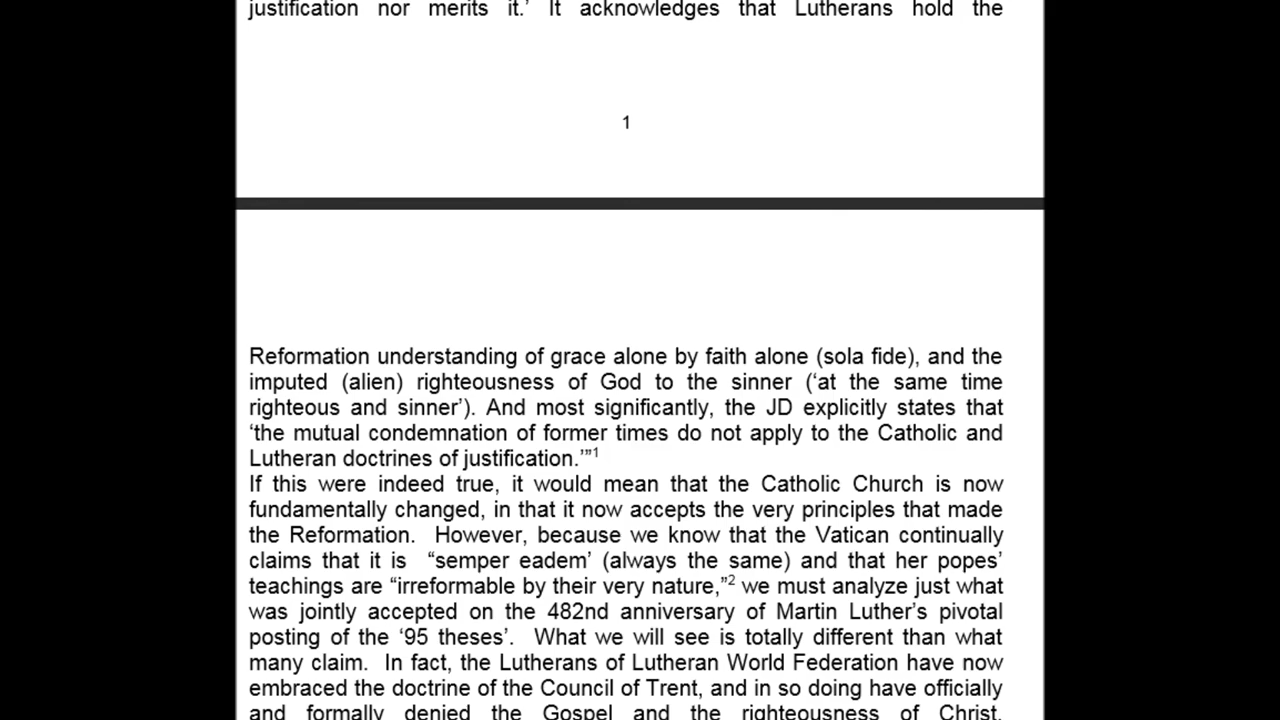 justification nor merits it.’ It acknowledges that Lutherans hold the
1
Reformation understanding of grace alone by faith alone (sola fide), and the
imputed (alien) righteousness of God to the sinner (‘at the same time
righteous and sinner’). And most significantly, the JD explicitly states that
‘the mutual condemnation of former times do not apply to the Catholic and
Lutheran doctrines of justification.’”1
If this were indeed true, it would mean that the Catholic Church is now
fundamentally changed, in that it now accepts the very principles that made
the Reformation. However, because we know that the Vatican continually
claims that it is “semper eadem’ (always the same) and that her popes’
teachings are “irreformable by their very nature,”2 we must analyze just what
was jointly accepted on the 482nd anniversary of Martin Luther’s pivotal
posting of the ‘95 theses’. What we will see is totally different than what
many claim. In fact, the Lutherans of Lutheran World Federation have now
embraced the doctrine of the Council of Trent, and in so doing have officially
and formally denied the Gospel and the righteousness of Christ.